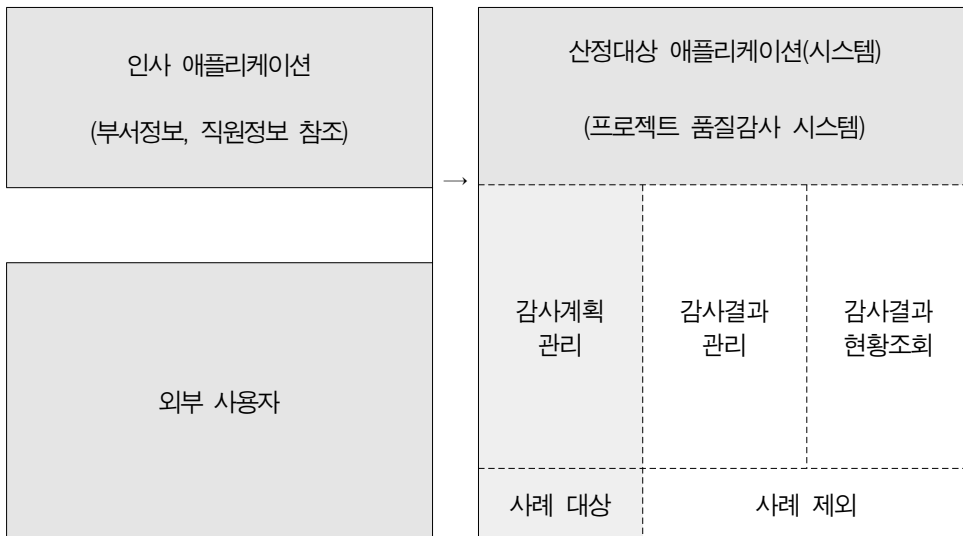 인사 애플리케이션
(부서정보, 직원정보 참조)
외부 사용자
→
산정대상 애플리케이션(시스템)
(프로젝트 품질감사 시스템)
감사계획
관리
감사결과
관리
감사결과
현황조회
사례 대상
사례 제외